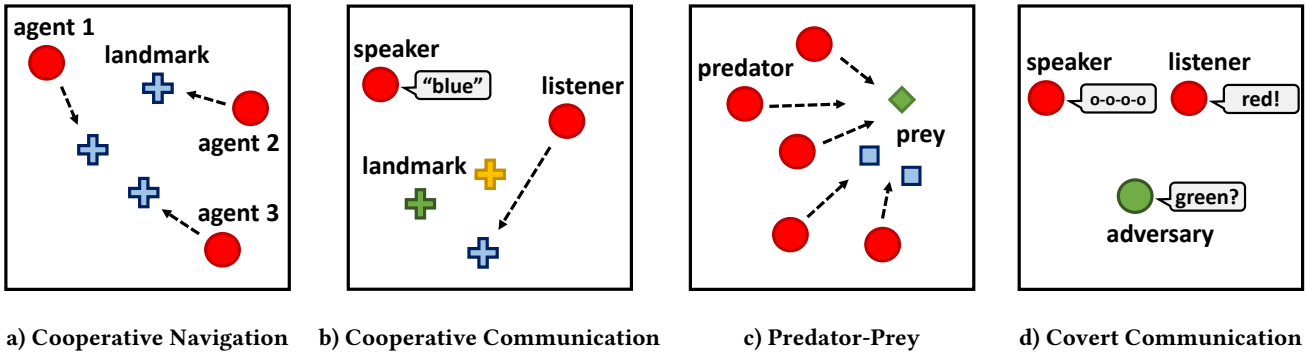 agent 1
landmark
agent 2
agent 3
a) Cooperative Navigation
speaker
“blue”
listener
landmark
b) Cooperative Communication
predator
prey
c) Predator-Prey
speaker
listener
o-o-o-o
red!
green?
adversary
d) Covert Communication